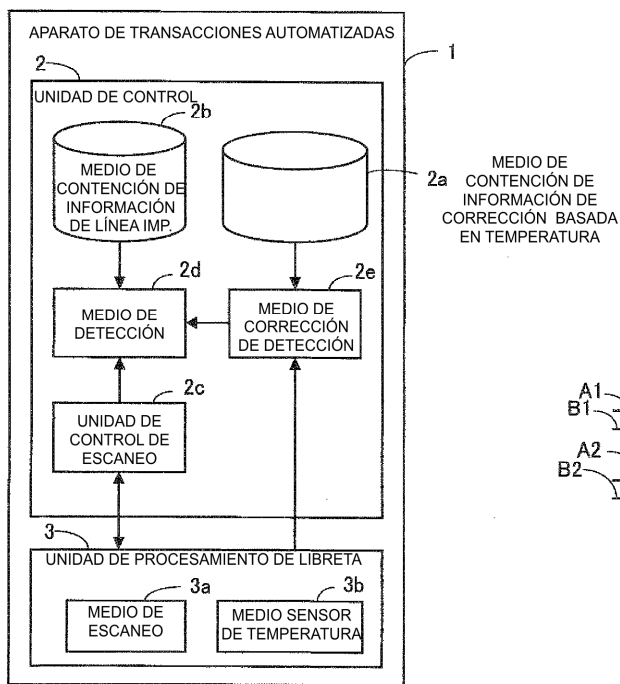 APARATO DE TRANSACCIONES AUTOMATIZADAS
1
2
UNIDAD DE CONTROL
2b
MEDIO DE
CONTENCIÓN DE
INFORMACIÓN
DE LÍNEA IMP.
2a
MEDIO DE
CONTENCIÓN DE
INFORMACIÓN DE
CORRECCIÓN BASADA
EN TEMPERATURA
2d
MEDIO DE
DETECCIÓN
2e
MEDIO DE
CORRECCIÓN
DE DETECCIÓN
2c
UNIDAD DE
CONTROL DE
ESCANEO
A1
B1
A2
B2
3
UNIDAD DE PROCESAMIENTO DE LIBRETA
3a
MEDIO DE
ESCANEO
3b
MEDIO SENSOR
DE TEMPERATURA